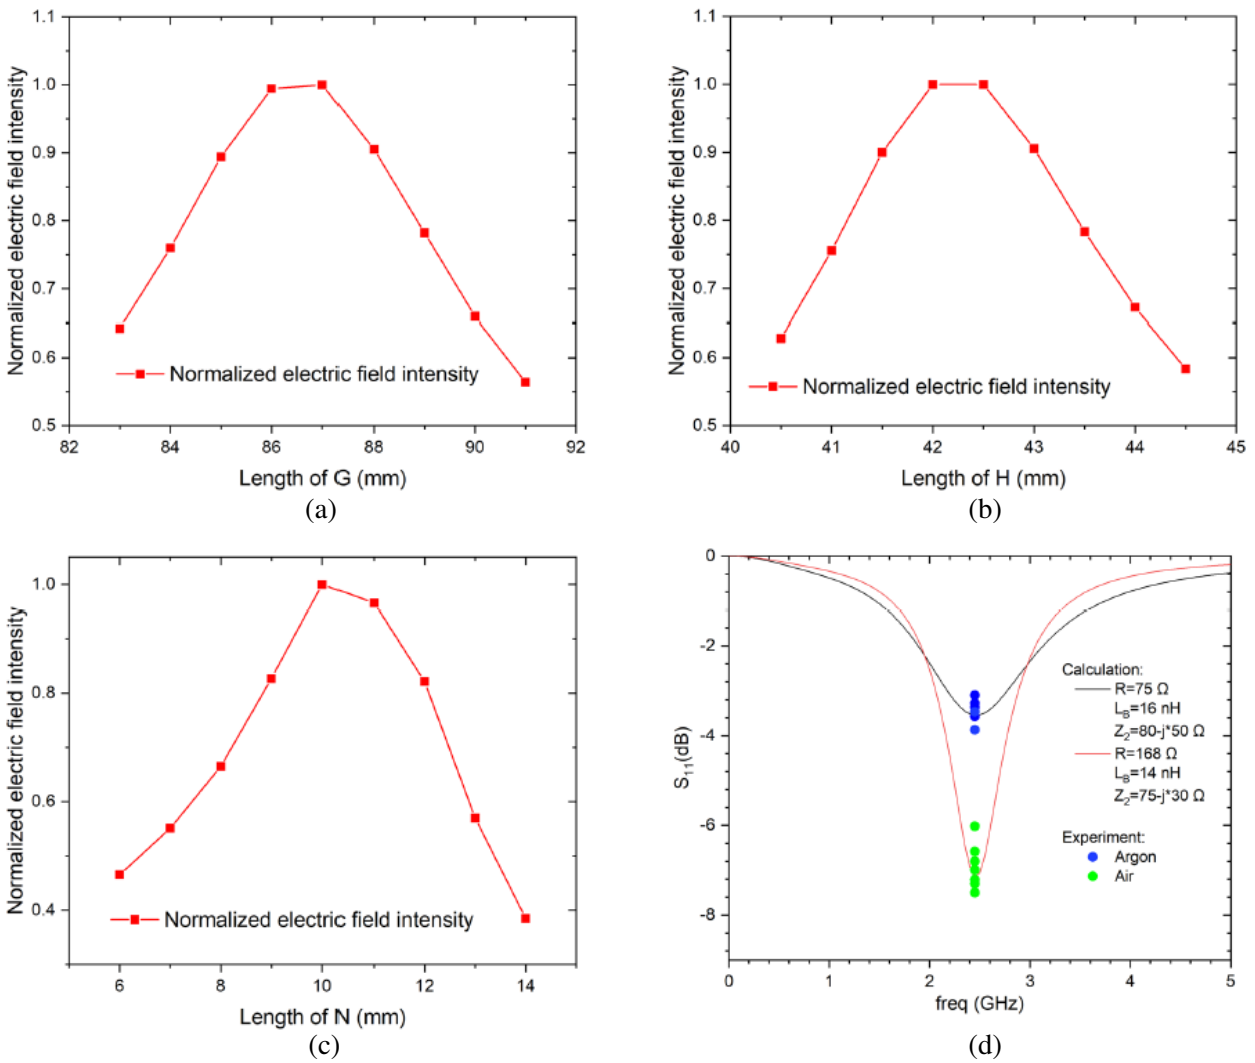 1.1
1.0
0.9
0.8
0.7
0.6
0.5
Normalized electric field intensity
Normalized electric field intensity
82 84 86 88 90 92
Length of G (mm)
(a)
1.1
1.0
0.9
0.8
0.7
0.6
0.5
Normalized electric field intensity
Normalized electric field intensity
40 41 42 43 44 45
Length of H (mm)
(b)
1.0
0.8
0.6
0.4
Normalized electric field intensity
Normalized electric field intensity
6 8 10 12 14
Length of N (mm)
(c)
0
-2
-4
-6
-8
S₁₁(dB)
Calculation:
R=75 Ω
L_B=16 nH
Z₂=80-j*50 Ω
R=168 Ω
L_B=14 nH
Z₂=75-j*30 Ω
Experiment:
Argon
Air
0 1 2 3 4 5
freq (GHz)
(d)